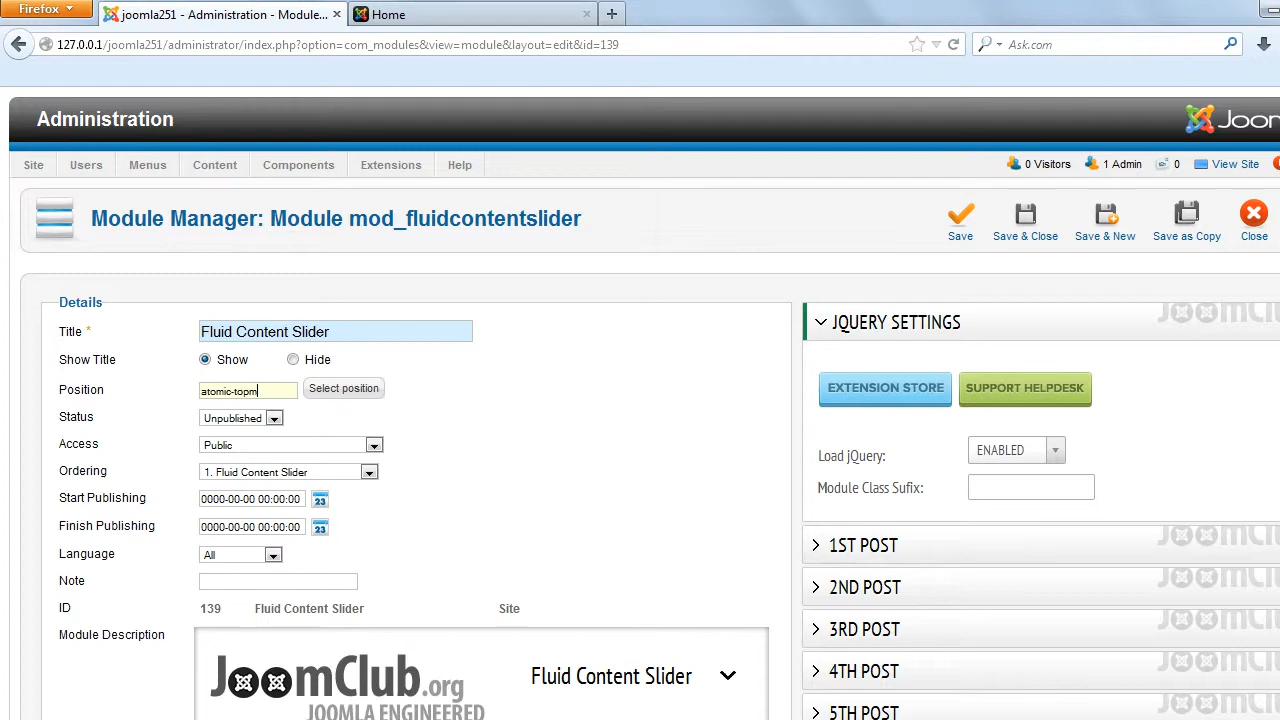 Firefox
joomla251 - Administration - Module...
Home
127.0.0.1/joomla251/administrator/index.php?option=com_modules&view=module&layout=edit&id=139
Ask.com
Administration
Joon
Site Users Menus Content Components Extensions Help
0 Visitors 1 Admin 0 View Site
Module Manager: Module mod_fluidcontentslider
Save Save & Close Save & New Save as Copy Close
Details
Title * Fluid Content Slider
Show Title Show Hide
Position atomic-topm Select position
Status Unpublished
Access Public
Ordering 1. Fluid Content Slider
Start Publishing 0000-00-00 00:00:00 23
Finish Publishing 0000-00-00 00:00:00 23
Language All
Note
ID 139 Fluid Content Slider Site
Module Description
JoomClub.org
JOOMLA ENGINEERED
Fluid Content Slider
JQUERY SETTINGS
EXTENSION STORE SUPPORT HELPDESK
Load jQuery: ENABLED
Module Class Sufix:
1ST POST
2ND POST
3RD POST
4TH POST
5TH POST